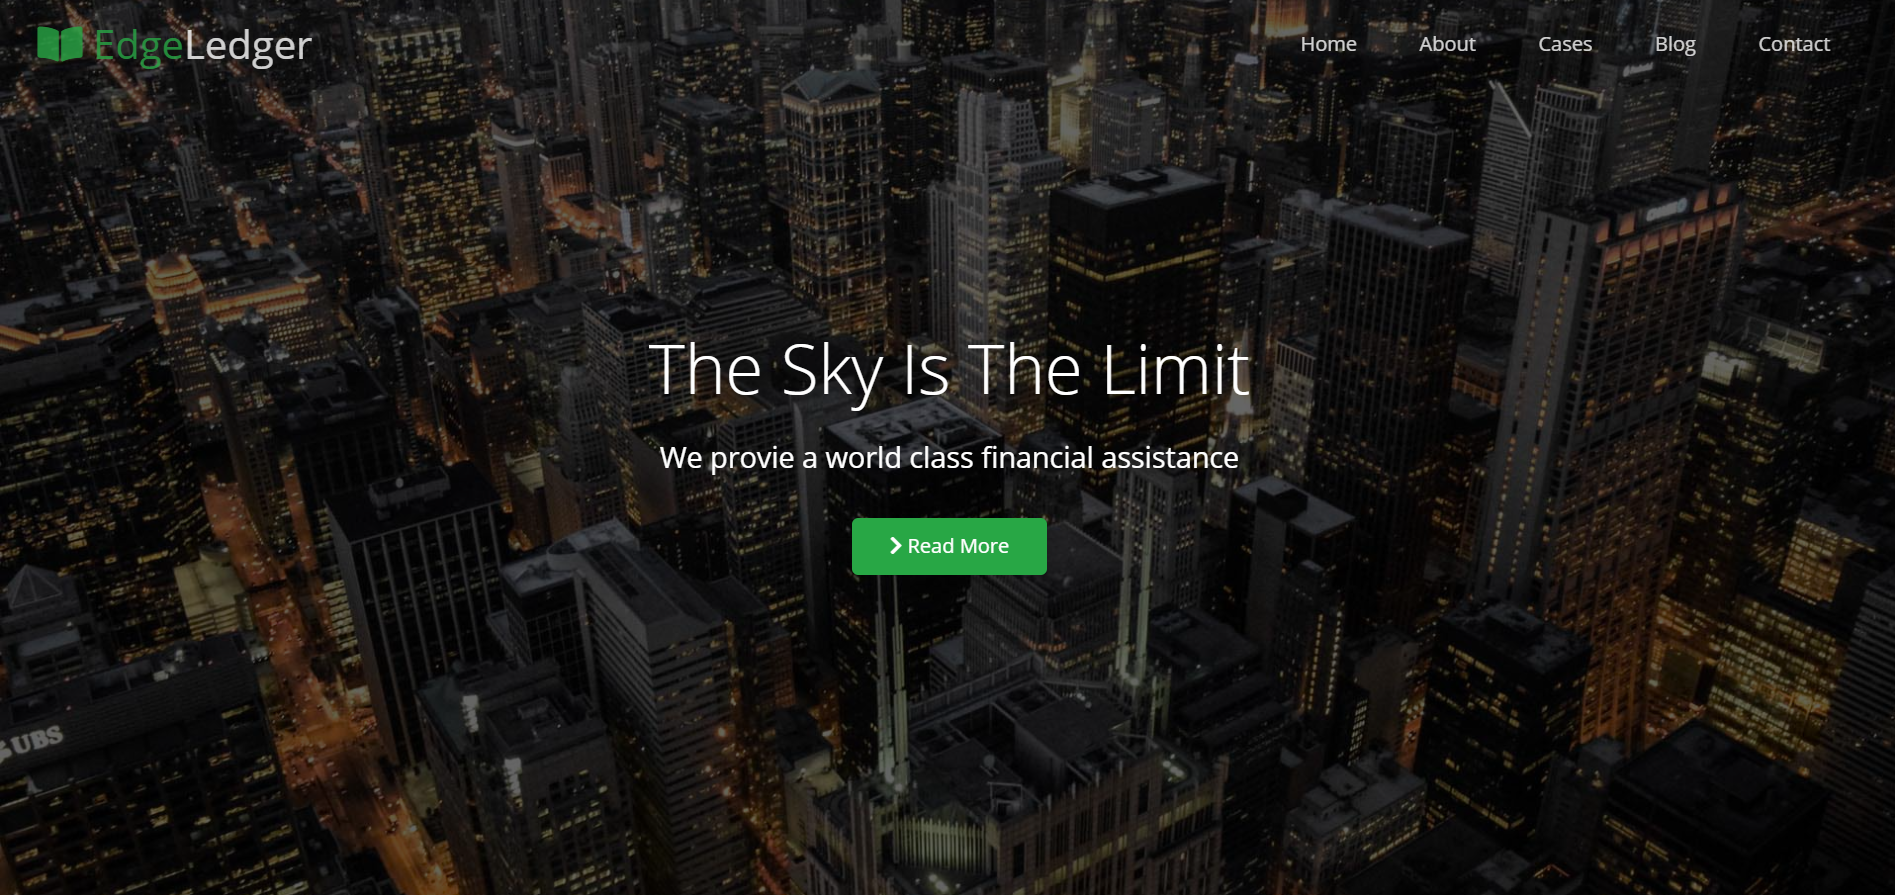 EdgeLedger
Home About Cases Blog Contact
The Sky Is The Limit
We provie a world class financial assistance
Read More
UBS